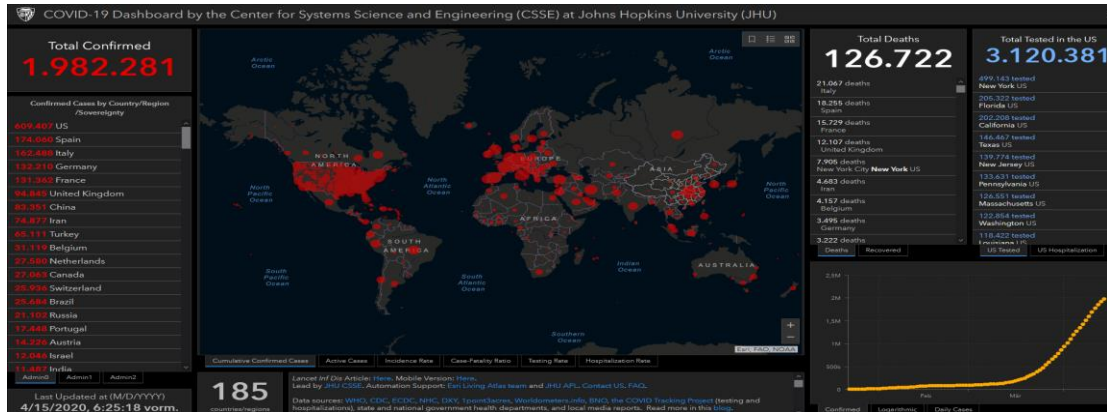 COVID-19 Dashboard by the Center for Systems Science and Engineering (CSSE) at Johns Hopkins University (JHU)
Total Confirmed
1.982.281
Confirmed Cases by Country/Region
/Sovereignty
609.407 US
174.060 Spain
162.488 Italy
132.210 Germany
131.362 France
94.845 United Kingdom
83.351 China
74.877 Iran
65.111 Turkey
31.119 Belgium
27.580 Netherlands
27.063 Canada
25.936 Switzerland
25.684 Brazil
21.102 Russia
17.448 Portugal
14.226 Austria
12.046 Israel
11.487 India
Admin0 Admin1 Admin2
Last Updated at (M/D/YYYY)
4/15/2020, 6:25:18 vorm.
Arctic
Ocean
Arctic
Ocean
NORTH
AMERICA
EUROPE
ASIA
North
Pacific
Ocean
North
Atlantic
Ocean
North
Pacific
Ocean
AFRICA
SOUTH
AMERICA
Indian
Ocean
AUSTRALIA
South
Pacific
Ocean
South
Atlantic
Ocean
Southern
Ocean
+
−
Esri, FAO, NOAA
Cumulative Confirmed Cases Active Cases Incidence Rate Case-Fatality Ratio Testing Rate Hospitalization Rate
185
countries/regions
Lancet Inf Dis Article: Here. Mobile Version: Here.
Lead by JHU CSSE. Automation Support: Esri Living Atlas team and JHU APL. Contact US. FAQ.
Data sources: WHO, CDC, ECDC, NHC, DXY, 1point3acres, Worldometers.info, BNO, the COVID Tracking Project (testing and
hospitalizations), state and national government health departments, and local media reports. Read more in this blog.
Total Deaths
126.722
21.067 deaths
Italy
18.255 deaths
Spain
15.729 deaths
France
12.107 deaths
United Kingdom
7.905 deaths
New York City New York US
4.683 deaths
Iran
4.157 deaths
Belgium
3.495 deaths
Germany
3.222 deaths
Deaths Recovered
Total Tested in the US
3.120.381
499.143 tested
New York US
205.322 tested
Florida US
202.208 tested
California US
146.467 tested
Texas US
139.774 tested
New Jersey US
133.631 tested
Pennsylvania US
126.551 tested
Massachusetts US
122.854 tested
Washington US
118.422 tested
Louisiana US
US Tested US Hospitalization
2,5M
2M
1,5M
1M
500k
0
Feb Mär
Confirmed Logarithmic Daily Cases